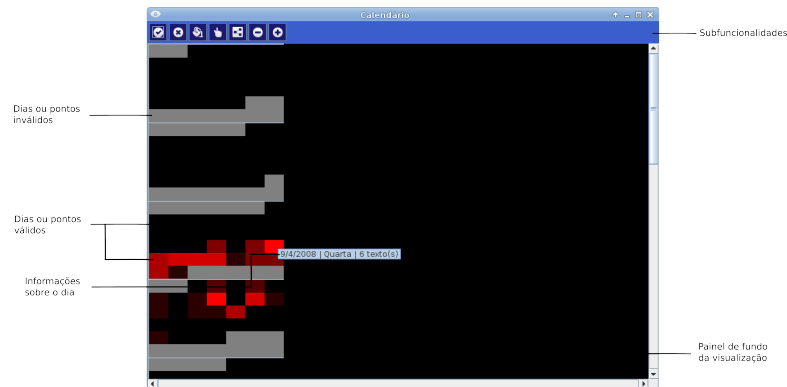 Calendário
Subfuncionalidades
Dias ou pontos
inválidos
Dias ou pontos
válidos
9/4/2008 | Quarta | 6 texto(s)
Informações
sobre o dia
Painel de fundo
da visualização